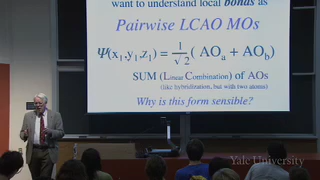 want to understand local bonds as
Pairwise LCAO MOs
Ψ(x₁,y₁,z₁) = 1/√2 ( AOₐ + AO_b )
SUM (Linear Combination) of AOs
(like hybridization, but with two atoms)
Why is this form sensible?
Yale University